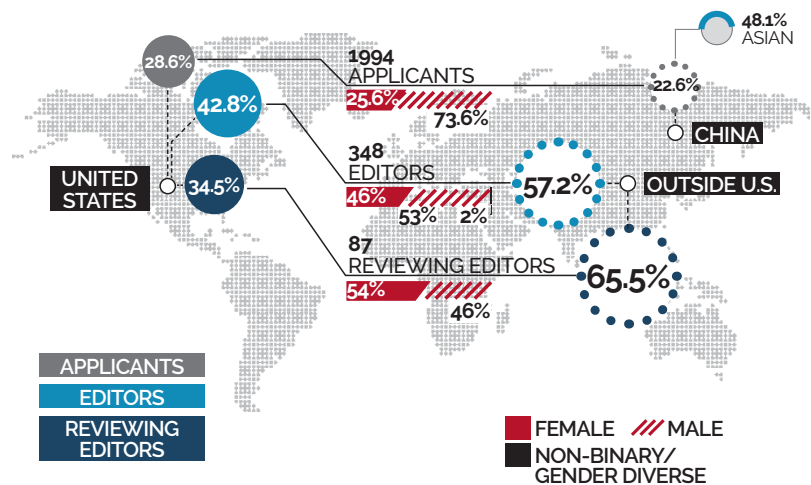 48.1%
ASIAN
28.6%
1994
APPLICANTS
25.6%
73.6%
22.6%
CHINA
42.8%
348
EDITORS
46%
53%
2%
57.2%
OUTSIDE U.S.
UNITED
STATES
34.5%
87
REVIEWING EDITORS
54%
46%
65.5%
APPLICANTS
EDITORS
REVIEWING
EDITORS
FEMALE
MALE
NON-BINARY/
GENDER DIVERSE